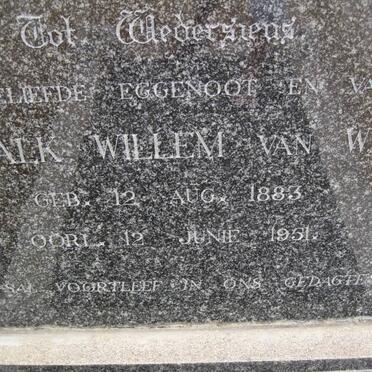 Tot Wedersiens.
ELIEFDE EGGENOOT EN VA
ALK WILLEM VAN W
GEB. 12 AUG. 1883
OORL. 12 JUNIE 1951.
SAL VOORTLEEF IN ONS GEDAGTE